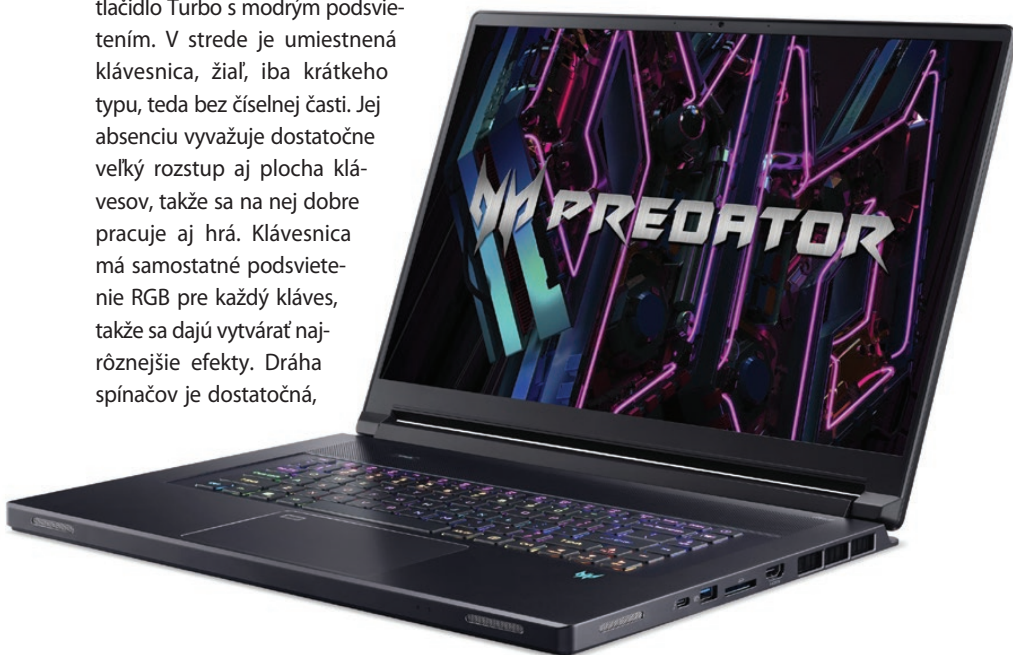 tlačidlo Turbo s modrým podsvie-
tením. V strede je umiestnená
klávesnica, žiaľ, iba krátkeho
typu, teda bez číselnej časti. Jej
absenciu vyvažuje dostatočne
veľký rozstup aj plocha klá-
vesov, takže sa na nej dobre
pracuje aj hrá. Klávesnica
má samostatné podsviete-
nie RGB pre každý kláves,
takže sa dajú vytvárať naj-
rôznejšie efekty. Dráha
spínačov je dostatočná,
PREDATOR